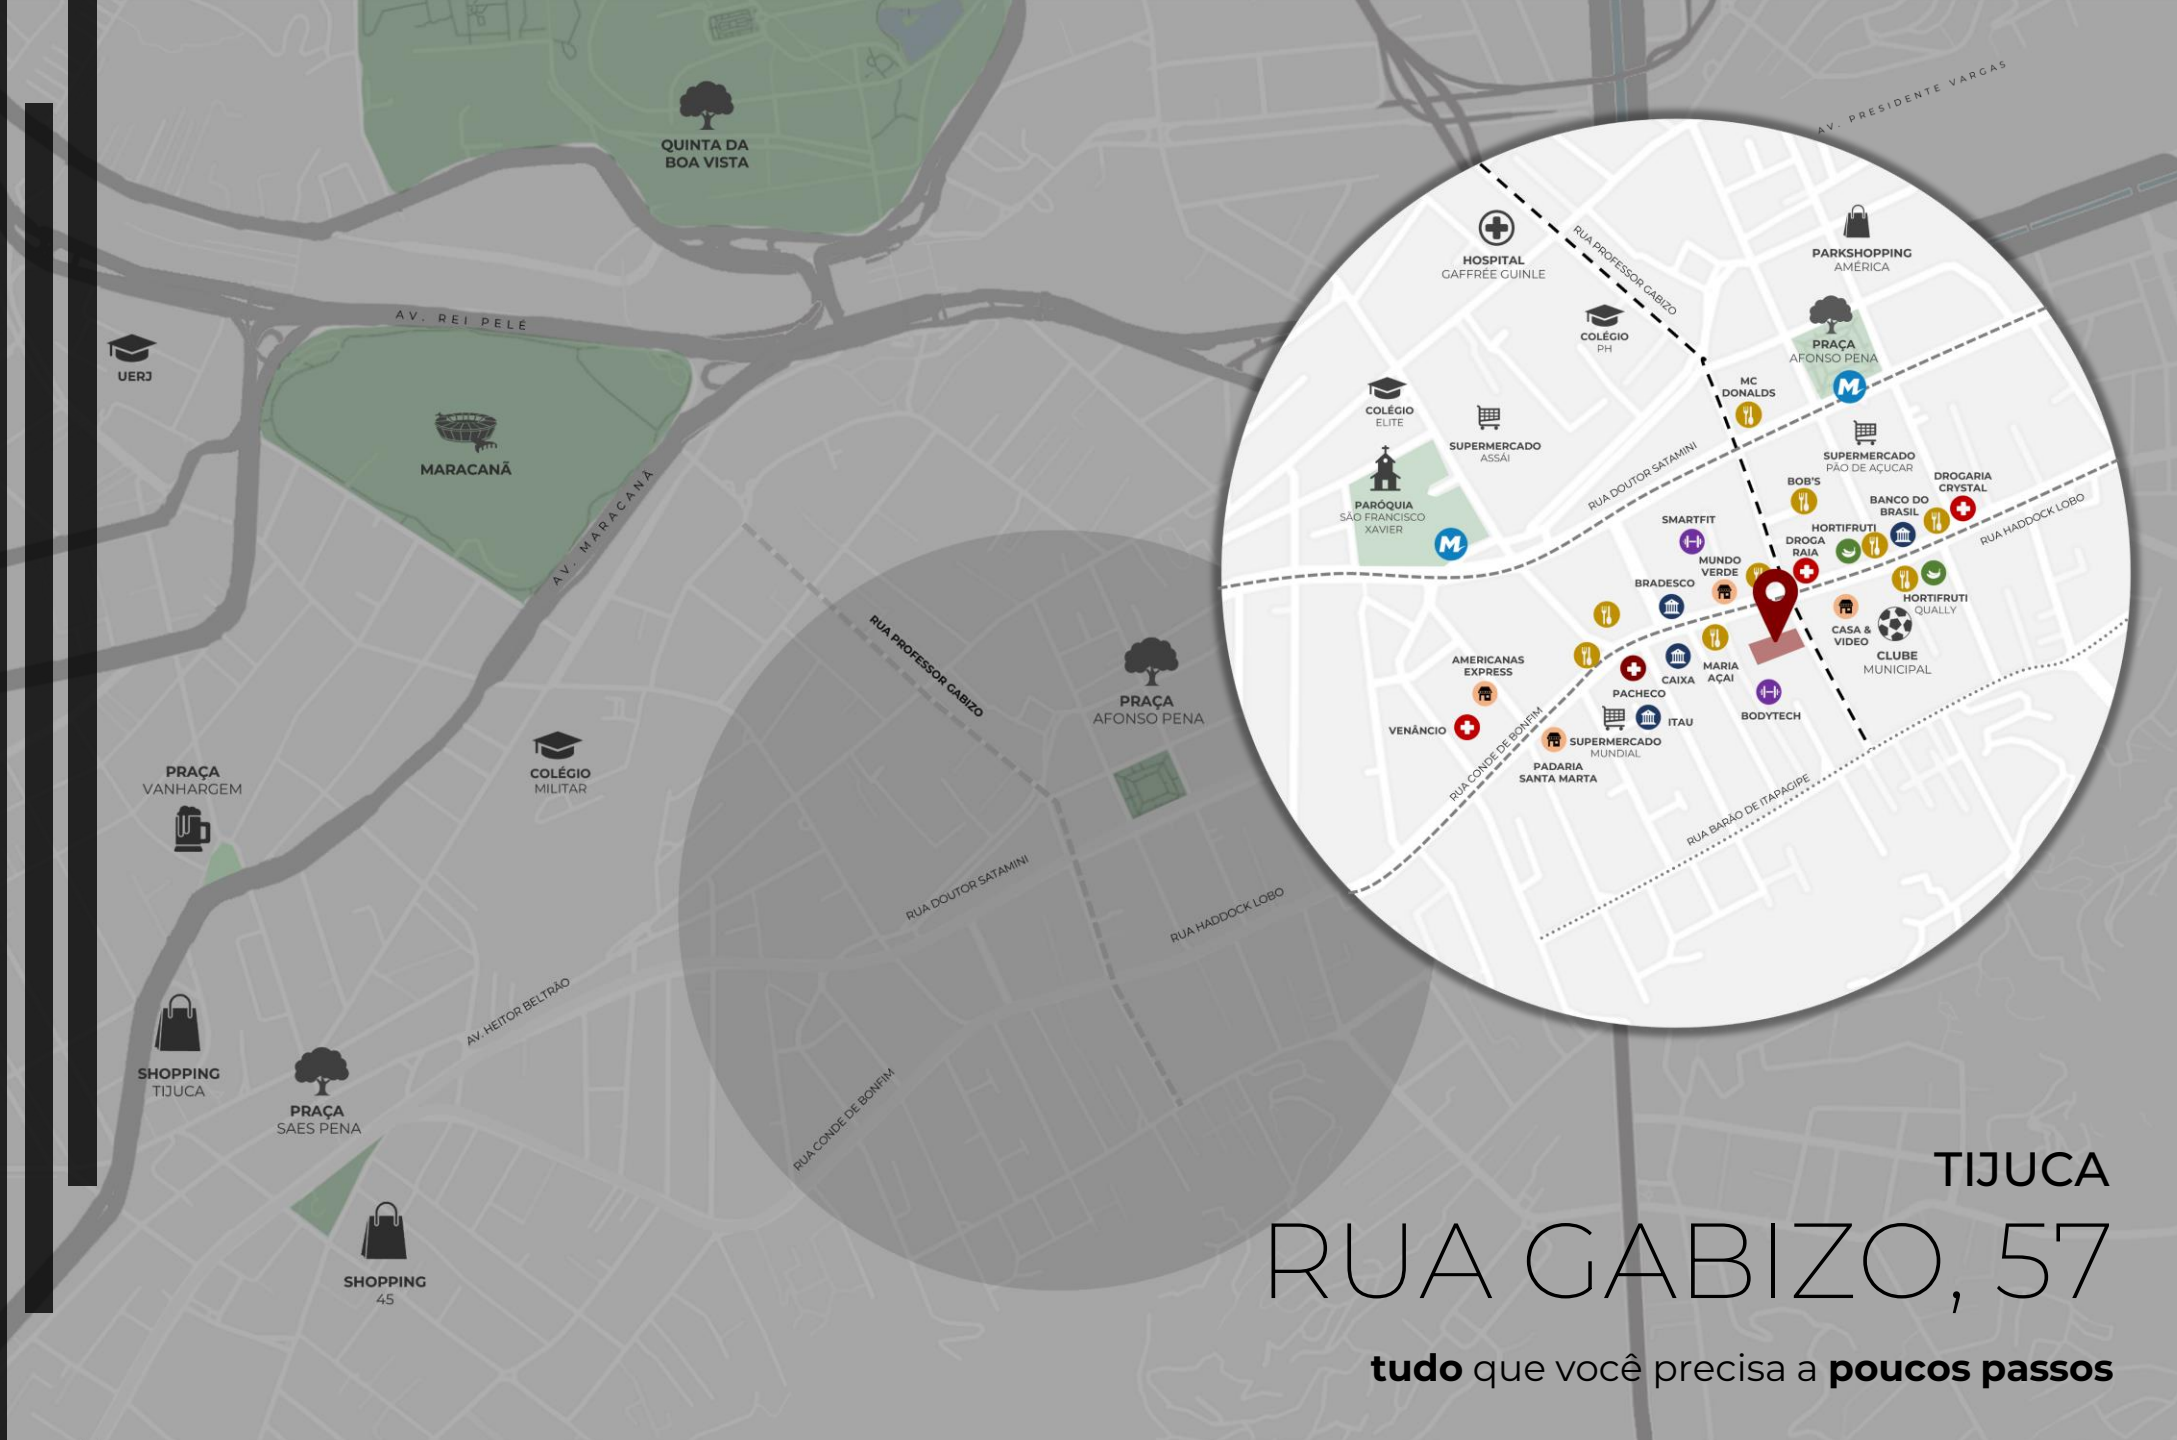 QUINTA DA
BOA VISTA
AV. PRESIDENTE VARGAS
AV. REI PELÉ
UERJ
MARACANÃ
AV. MARACANÃ
RUA PROFESSOR GABIZO
PRAÇA
AFONSO PENA
COLÉGIO
MILITAR
PRAÇA
VANHARGEM
RUA DOUTOR SATAMINI
RUA HADDOCK LOBO
AV. HEITOR BELTRÃO
RUA CONDE DE BONFIM
SHOPPING
TIJUCA
PRAÇA
SAES PENA
SHOPPING
45
HOSPITAL
GAFFRÉE GUINLE
RUA PROFESSOR GABIZO
PARKSHOPPING
AMÉRICA
COLÉGIO
PH
PRAÇA
AFONSO PENA
M
MC
DONALDS
COLÉGIO
ELITE
SUPERMERCADO
ASSÁI
SUPERMERCADO
PÃO DE AÇUCAR
RUA DOUTOR SATAMINI
PARÓQUIA
SÃO FRANCISCO
XAVIER
M
BOB'S
DROGARIA
CRYSTAL
BANCO DO
BRASIL
RUA HADDOCK LOBO
SMARTFIT
HORTIFRUTI
DROGA
RAIA
MUNDO
VERDE
BRADESCO
HORTIFRUTI
QUALLY
CASA &
VIDEO
CLUBE
MUNICIPAL
AMERICANAS
EXPRESS
MARIA
AÇAI
CAIXA
PACHECO
BODYTECH
VENÂNCIO
ITAU
SUPERMERCADO
MUNDIAL
PADARIA
SANTA MARTA
RUA CONDE DE BONFIM
RUA BARÃO DE ITAPAGIPE
TIJUCA
RUA GABIZO, 57
tudo que você precisa a poucos passos